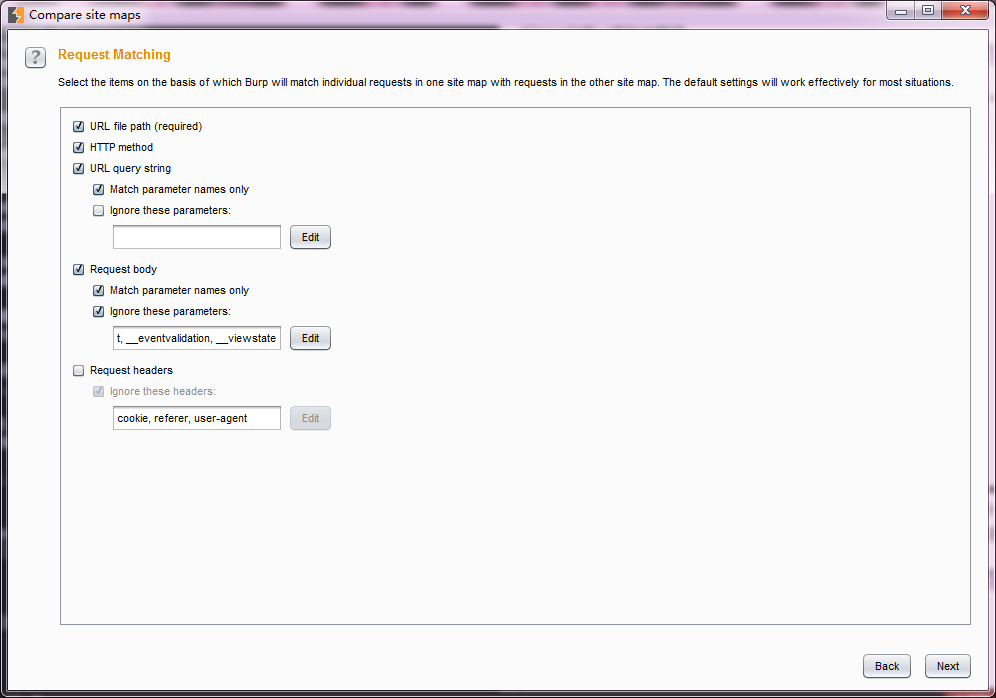 Compare site maps
?
Request Matching
Select the items on the basis of which Burp will match individual requests in one site map with requests in the other site map. The default settings will work effectively for most situations.
URL file path (required)
HTTP method
URL query string
Match parameter names only
Ignore these parameters:
Edit
Request body
Match parameter names only
Ignore these parameters:
t, __eventvalidation, __viewstate Edit
Request headers
Ignore these headers:
cookie, referer, user-agent Edit
Back Next